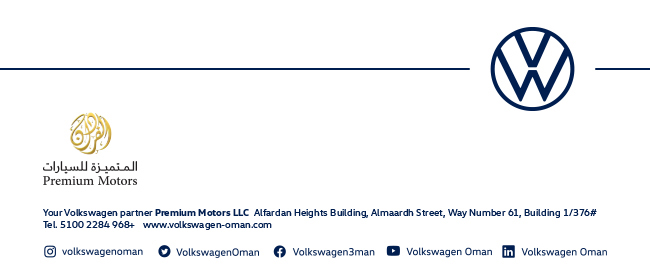 المتميزة للسيارات
Premium Motors
Your Volkswagen partner Premium Motors LLC Alfardan Heights Building, Almaardh Street, Way Number 61, Building 1/376#
Tel. 5100 2284 968+ www.volkswagen-oman.com
volkswagenoman VolkswagenOman Volkswagen3man Volkswagen Oman Volkswagen Oman